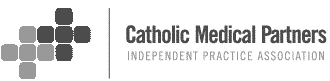 Catholic Medical Partners
INDEPENDENT PRACTICE ASSOCIATION